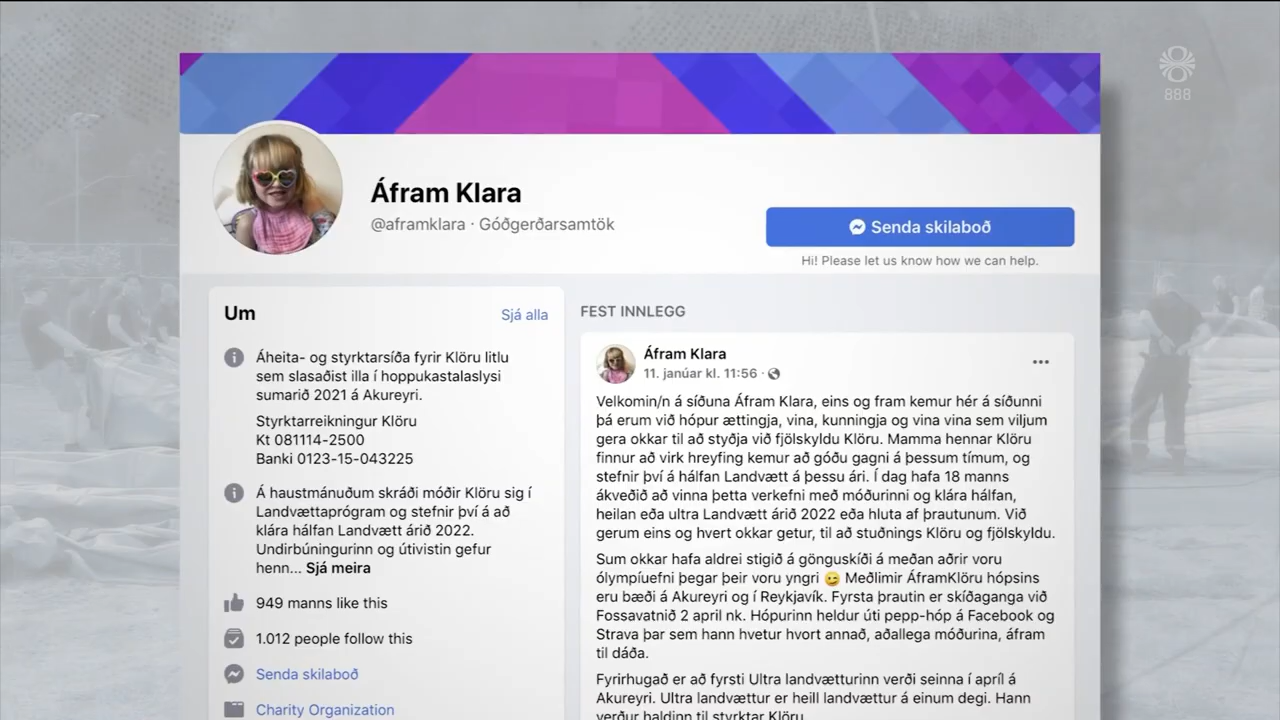 888
Áfram Klara
@aframklara · Góðgerðarsamtök
Senda skilaboð
Hi! Please let us know how we can help.
Um
Sjá alla
Áheita- og styrktarsíða fyrir Klöru litlu
sem slasaðist illa í hoppukastalaslysi
sumarið 2021 á Akureyri.
Styrktarreikningur Klöru
Kt 081114-2500
Banki 0123-15-043225
Á haustmánuðum skráði móðir Klöru sig í
Landvættaprógram og stefnir því á að
klára hálfan Landvætt árið 2022.
Undirbúningurinn og útivistin gefur
henn... Sjá meira
949 manns like this
1.012 people follow this
Senda skilaboð
Charity Organization
FEST INNLEGG
Áfram Klara
11. janúar kl. 11:56 ·
Velkomin/n á síðuna Áfram Klara, eins og fram kemur hér á síðunni
þá erum við hópur ættingja, vina, kunningja og vina vina sem viljum
gera okkar til að styðja við fjölskyldu Klöru. Mamma hennar Klöru
finnur að virk hreyfing kemur að góðu gagni á þessum tímum, og
stefnir því á hálfan Landvætt á þessu ári. Í dag hafa 18 manns
ákveðið að vinna þetta verkefni með móðurinni og klára hálfan,
heilan eða ultra Landvætt árið 2022 eða hluta af þrautunum. Við
gerum eins og hvert okkar getur, til að stuðnings Klöru og fjölskyldu.
Sum okkar hafa aldrei stigið á gönguskíði á meðan aðrir voru
ólympíuefni þegar þeir voru yngri 😉 Meðlimir ÁframKlöru hópsins
eru bæði á Akureyri og í Reykjavík. Fyrsta þrautin er skíðaganga við
Fossavatnið 2 april nk. Hópurinn heldur úti pepp-hóp á Facebook og
Strava þar sem hann hvetur hvort annað, aðallega móðurina, áfram
til dáða.
Fyrirhugað er að fyrsti Ultra landvætturinn verði seinna í apríl á
Akureyri. Ultra landvættur er heill landvættur á einum degi. Hann
verður haldinn til styrktar Klöru.